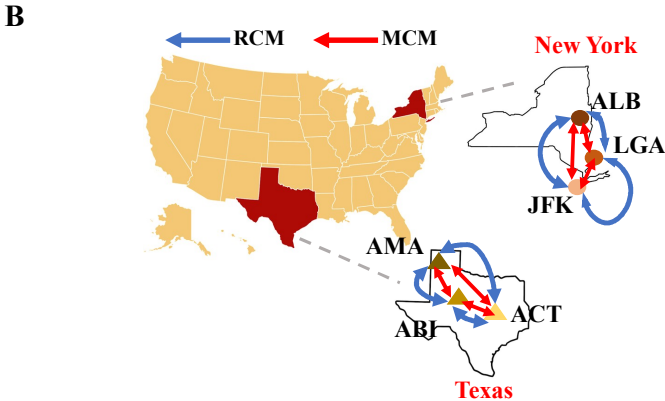 B
RCM
MCM
New York
ALB
LGA
JFK
AMA
ABI
ACT
Texas